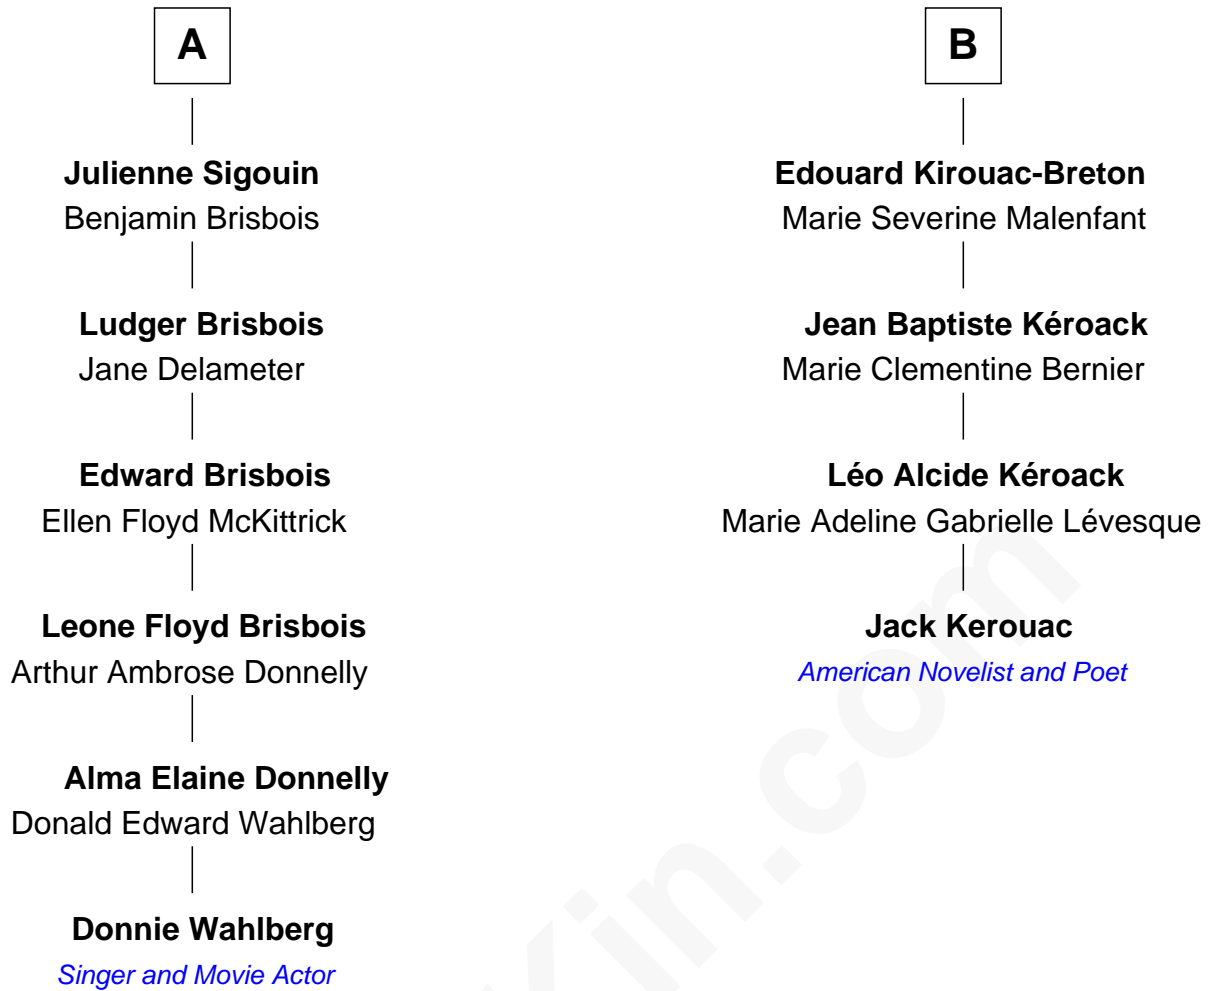 A
Julienne Sigouin
Benjamin Brisbois
Ludger Brisbois
Jane Delameter
Edward Brisbois
Ellen Floyd McKittrick
Leone Floyd Brisbois
Arthur Ambrose Donnelly
Alma Elaine Donnelly
Donald Edward Wahlberg
Donnie Wahlberg
Singer and Movie Actor
B
Edouard Kirouac-Breton
Marie Severine Malenfant
Jean Baptiste Kéroack
Marie Clementine Bernier
Léo Alcide Kéroack
Marie Adeline Gabrielle Lévesque
Jack Kerouac
American Novelist and Poet
Kin.com